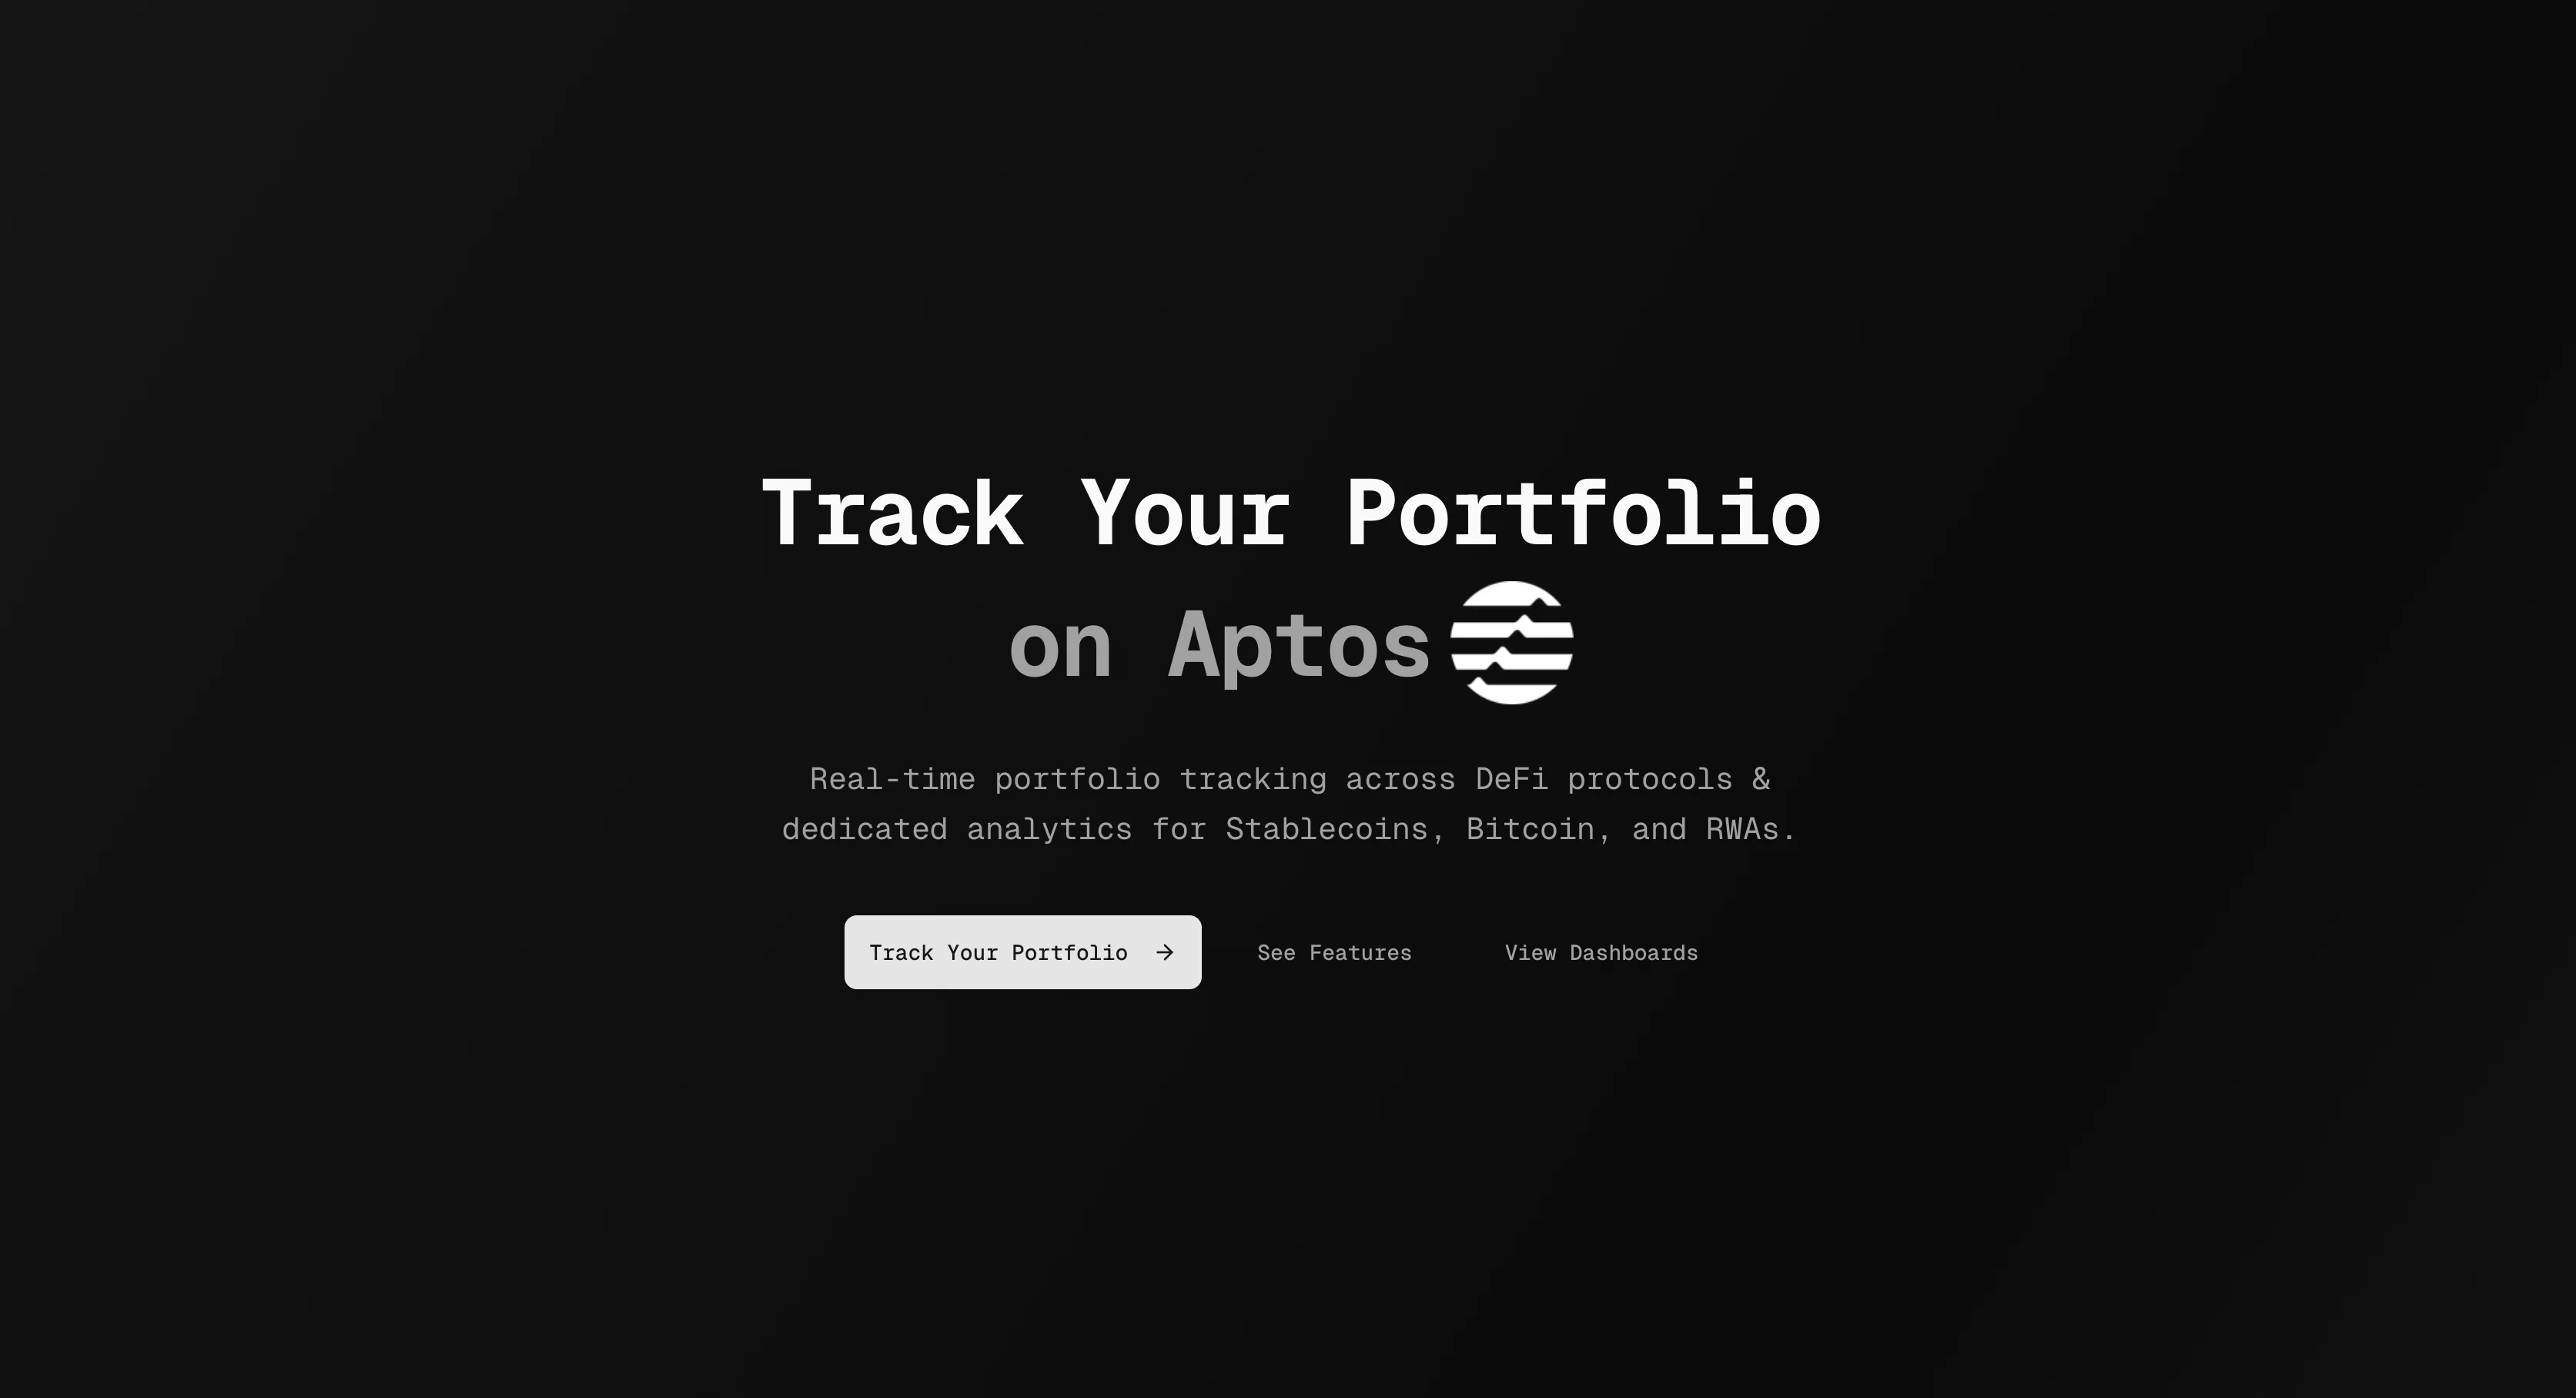 Track Your Portfolio
on Aptos
Real-time portfolio tracking across DeFi protocols &
dedicated analytics for Stablecoins, Bitcoin, and RWAs.
Track Your Portfolio →
See Features
View Dashboards